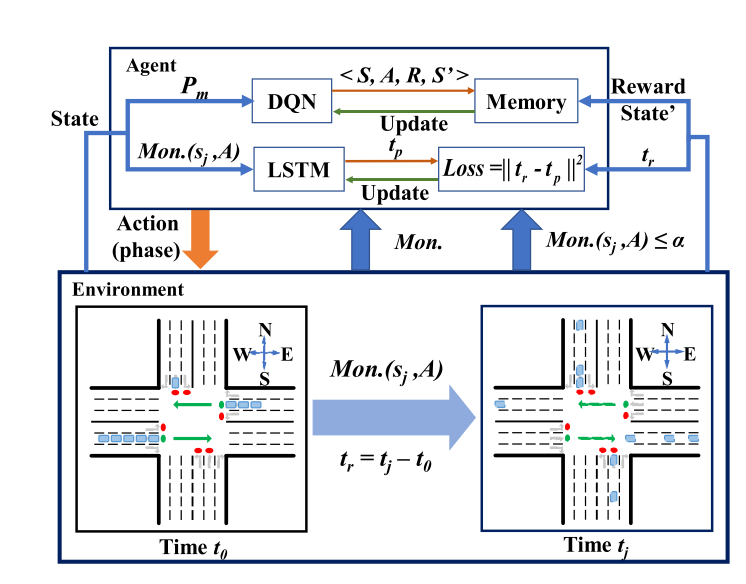 Agent
State
P_m
DQN
< S, A, R, S’ >
Update
Memory
Reward
State’
Mon.(s_j ,A)
LSTM
t_p
Update
Loss =|| t_r - t_p ||²
t_r
Action
(phase)
Mon.
Mon.(s_j ,A) ≤ α
Environment
N
W E
S
Mon.(s_j ,A)
t_r = t_j – t_0
N
W E
S
Time t_0
Time t_j